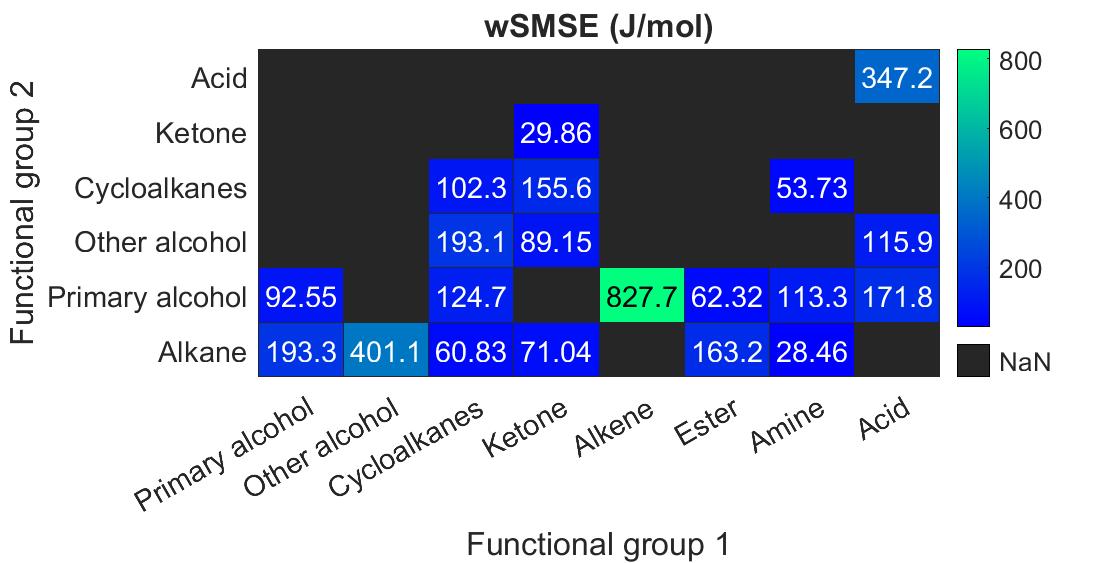 wSMSE (J/mol)
Functional group 2
Acid 347.2
Ketone 29.86
Cycloalkanes 102.3 155.6 53.73
Other alcohol 193.1 89.15 115.9
Primary alcohol 92.55 124.7 827.7 62.32 113.3 171.8
Alkane 193.3 401.1 60.83 71.04 163.2 28.46
Primary alcohol Other alcohol Cycloalkanes Ketone Alkene Ester Amine Acid
Functional group 1
800
600
400
200
NaN